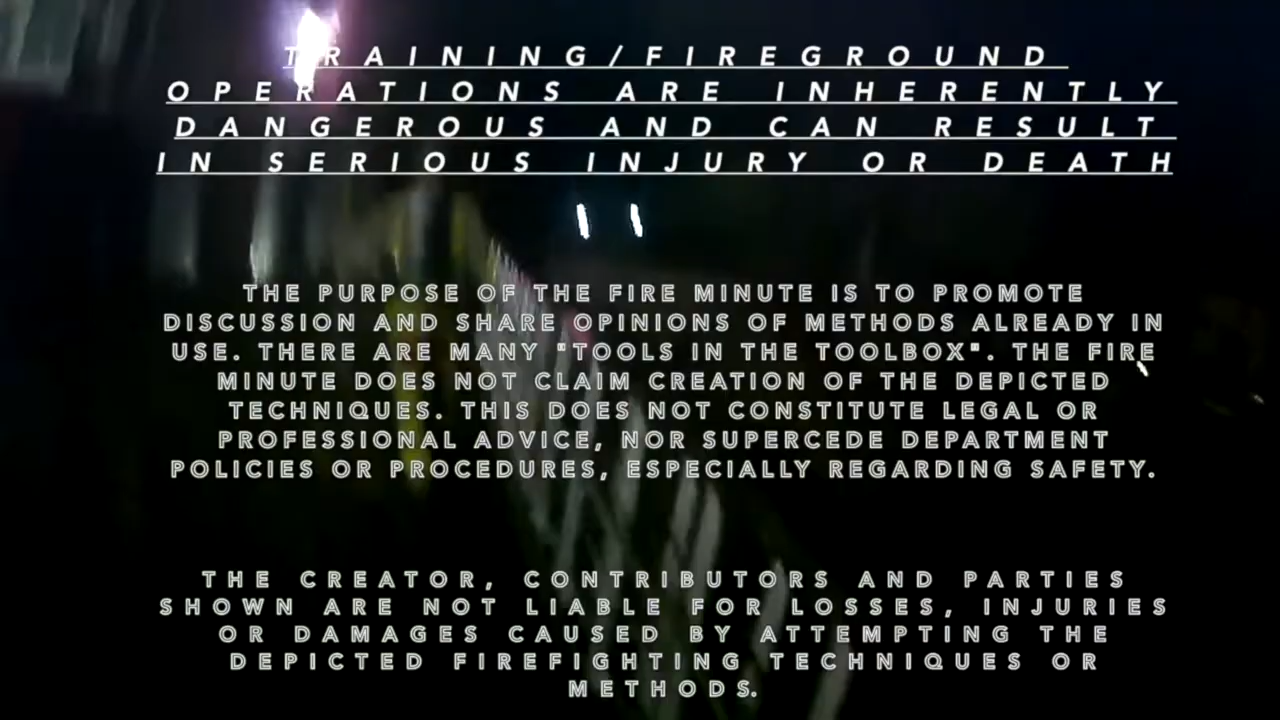 TRAINING/FIREGROUND
OPERATIONS ARE INHERENTLY
DANGEROUS AND CAN RESULT
IN SERIOUS INJURY OR DEATH
THE PURPOSE OF THE FIRE MINUTE IS TO PROMOTE
DISCUSSION AND SHARE OPINIONS OF METHODS ALREADY IN
USE. THERE ARE MANY "TOOLS IN THE TOOLBOX". THE FIRE
MINUTE DOES NOT CLAIM CREATION OF THE DEPICTED
TECHNIQUES. THIS DOES NOT CONSTITUTE LEGAL OR
PROFESSIONAL ADVICE, NOR SUPERCEDE DEPARTMENT
POLICIES OR PROCEDURES, ESPECIALLY REGARDING SAFETY.
THE CREATOR, CONTRIBUTORS AND PARTIES
SHOWN ARE NOT LIABLE FOR LOSSES, INJURIES
OR DAMAGES CAUSED BY ATTEMPTING THE
DEPICTED FIREFIGHTING TECHNIQUES OR
METHODS.